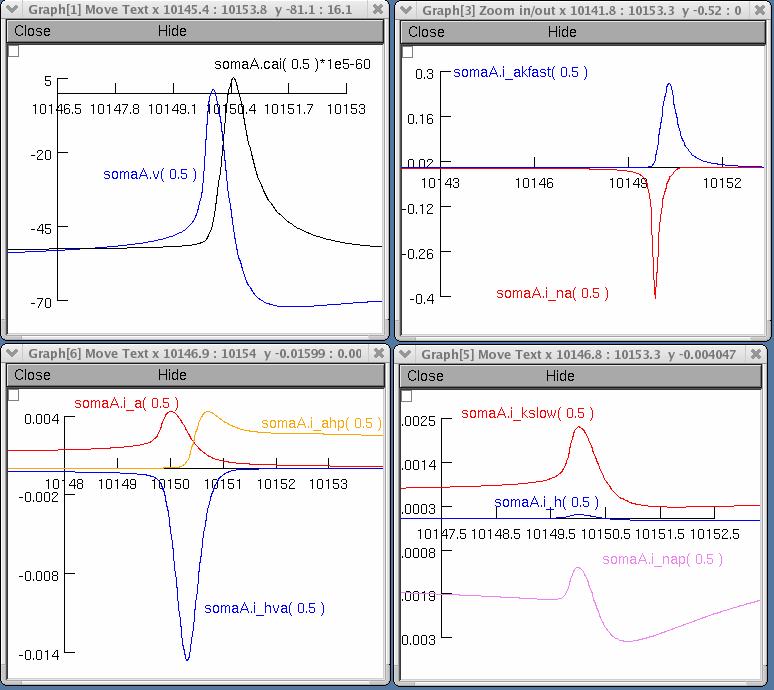 Graph[1] Move Text x 10145.4 : 10153.8 y -81.1 : 16.1
Close Hide
somaA.cai( 0.5 )*1e5-60
5
10146.5 10147.8 10149.1 10150.4 10151.7 10153
-20
somaA.v( 0.5 )
-45
-70
Graph[3] Zoom in/out x 10141.8 : 10153.3 y -0.52 : 0
Close Hide
0.3 somaA.i_akfast( 0.5 )
0.16
0.02
10143 10146 10149 10152
-0.12
-0.26
-0.4 somaA.i_na( 0.5 )
Graph[6] Move Text x 10146.9 : 10154 y -0.01599 : 0.00
Close Hide
somaA.i_a( 0.5 )
0.004 somaA.i_ahp( 0.5 )
10148 10149 10150 10151 10152 10153
-0.002
-0.008
somaA.i_hva( 0.5 )
-0.014
Graph[5] Move Text x 10146.8 : 10153.3 y -0.004047
Close Hide
.0025 somaA.i_kslow( 0.5 )
.0014
.0003 somaA.i_h( 0.5 )
10147.5 10148.5 10149.5 10150.5 10151.5 10152.5
.0008 somaA.i_nap( 0.5 )
.0019
.003